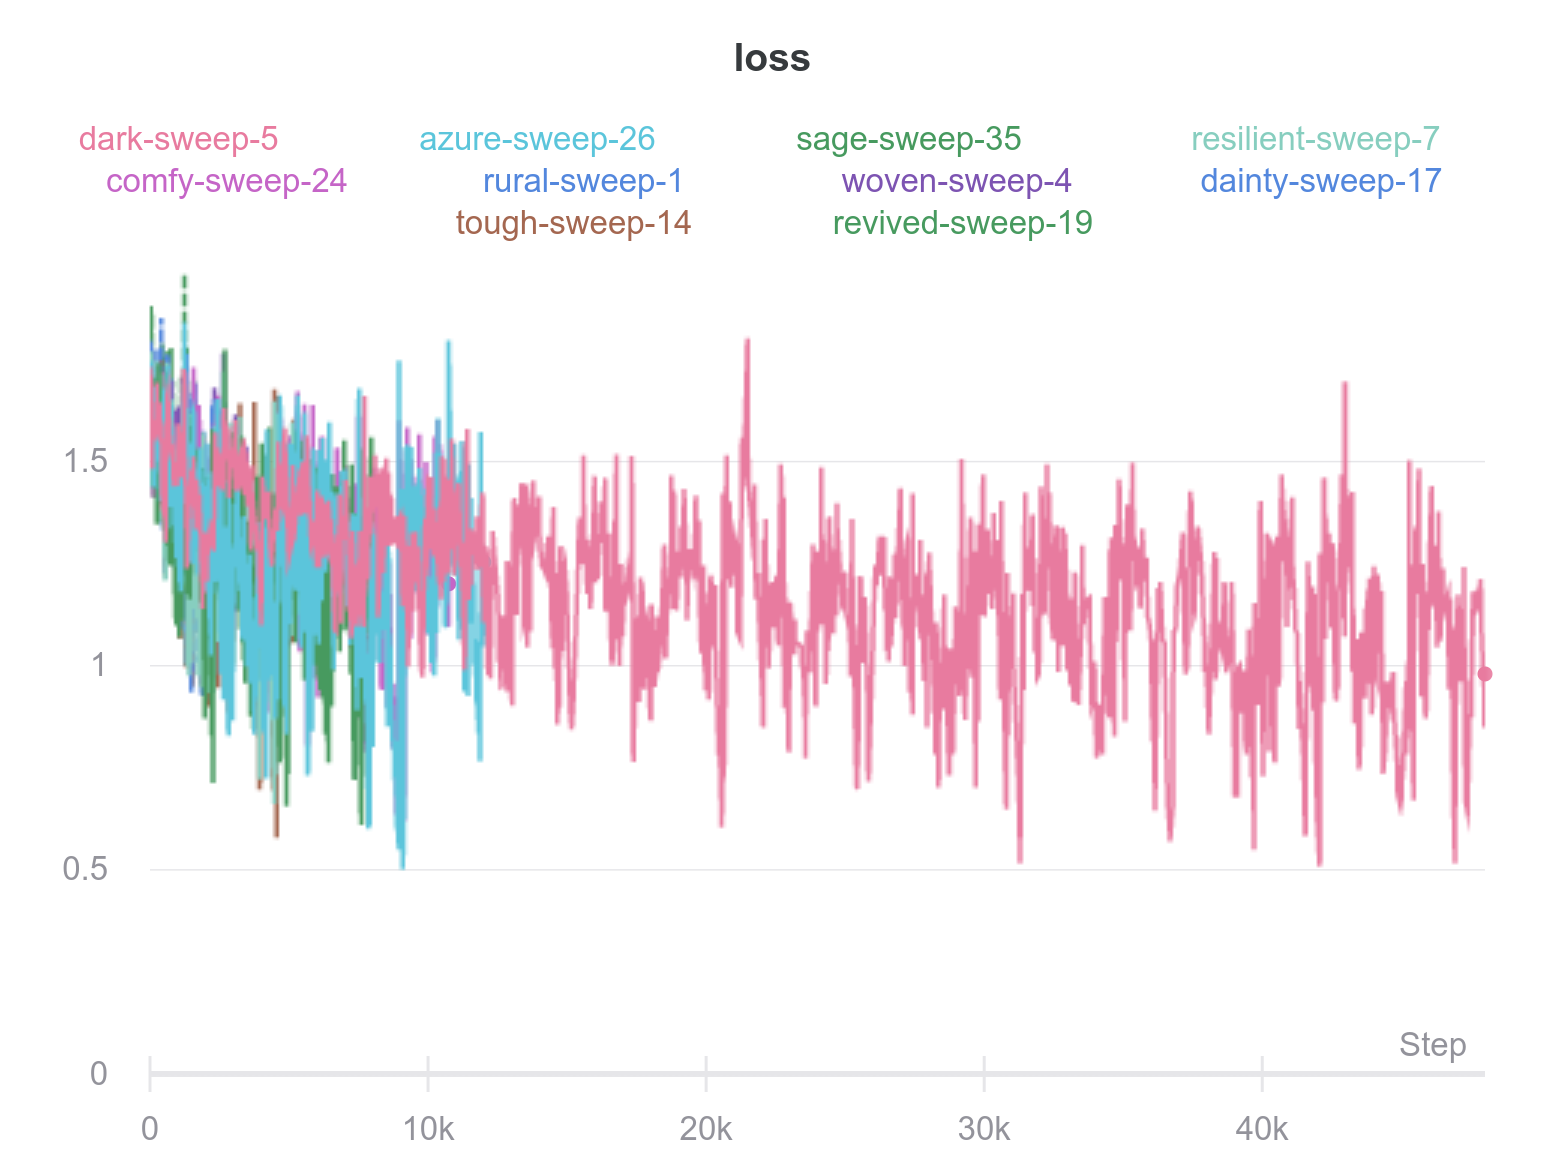 loss
dark-sweep-5 azure-sweep-26 sage-sweep-35 resilient-sweep-7
comfy-sweep-24 rural-sweep-1 woven-sweep-4 dainty-sweep-17
tough-sweep-14 revived-sweep-19
1.5
1
0.5
Step
0
0 10k 20k 30k 40k